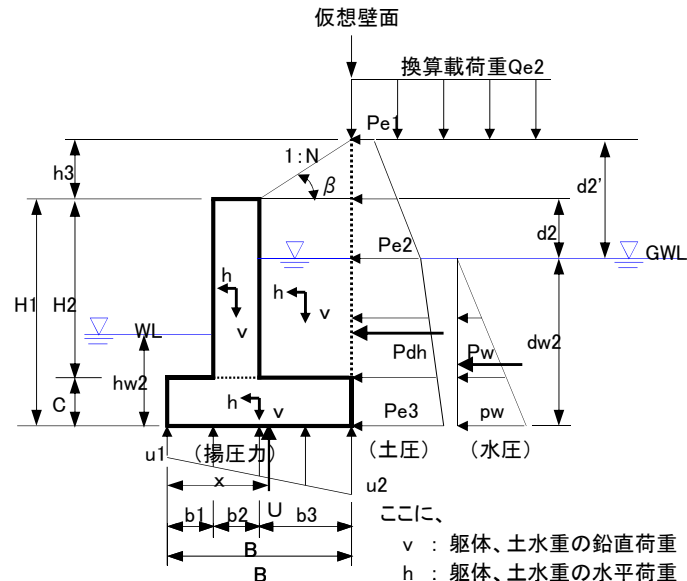 仮想壁面
換算載荷重Qe2
Pe1
h3
1:N
β
d2'
d2
Pe2
GWL
H1
H2
h
v
h
v
WL
hw2
Pdh
Pw
dw2
C
h
v
Pe3
pw
u1
(揚圧力)
(土圧)
(水圧)
x
u2
U
b1
b2
b3
B
B
ここに、
v : 躯体、土水重の鉛直荷重
h : 躯体、土水重の水平荷重